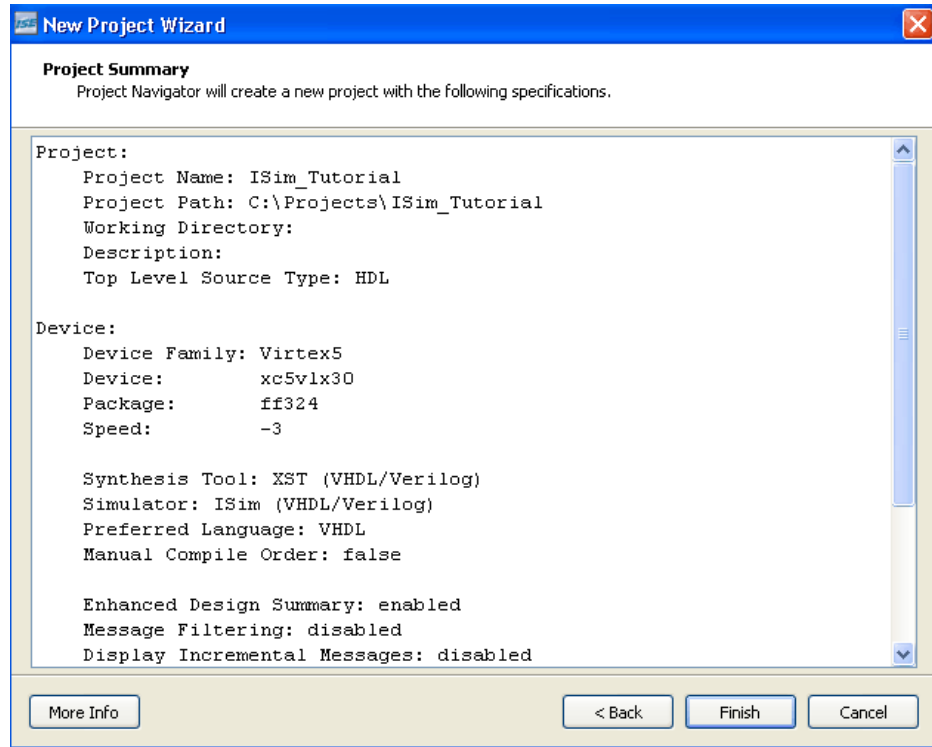 ISE New Project Wizard
Project Summary
Project Navigator will create a new project with the following specifications.
Project:
Project Name: ISim_Tutorial
Project Path: C:\Projects\ISim_Tutorial
Working Directory:
Description:
Top Level Source Type: HDL
Device:
Device Family: Virtex5
Device: xc5vlx30
Package: ff324
Speed: -3
Synthesis Tool: XST (VHDL/Verilog)
Simulator: ISim (VHDL/Verilog)
Preferred Language: VHDL
Manual Compile Order: false
Enhanced Design Summary: enabled
Message Filtering: disabled
Display Incremental Messages: disabled
More Info < Back Finish Cancel